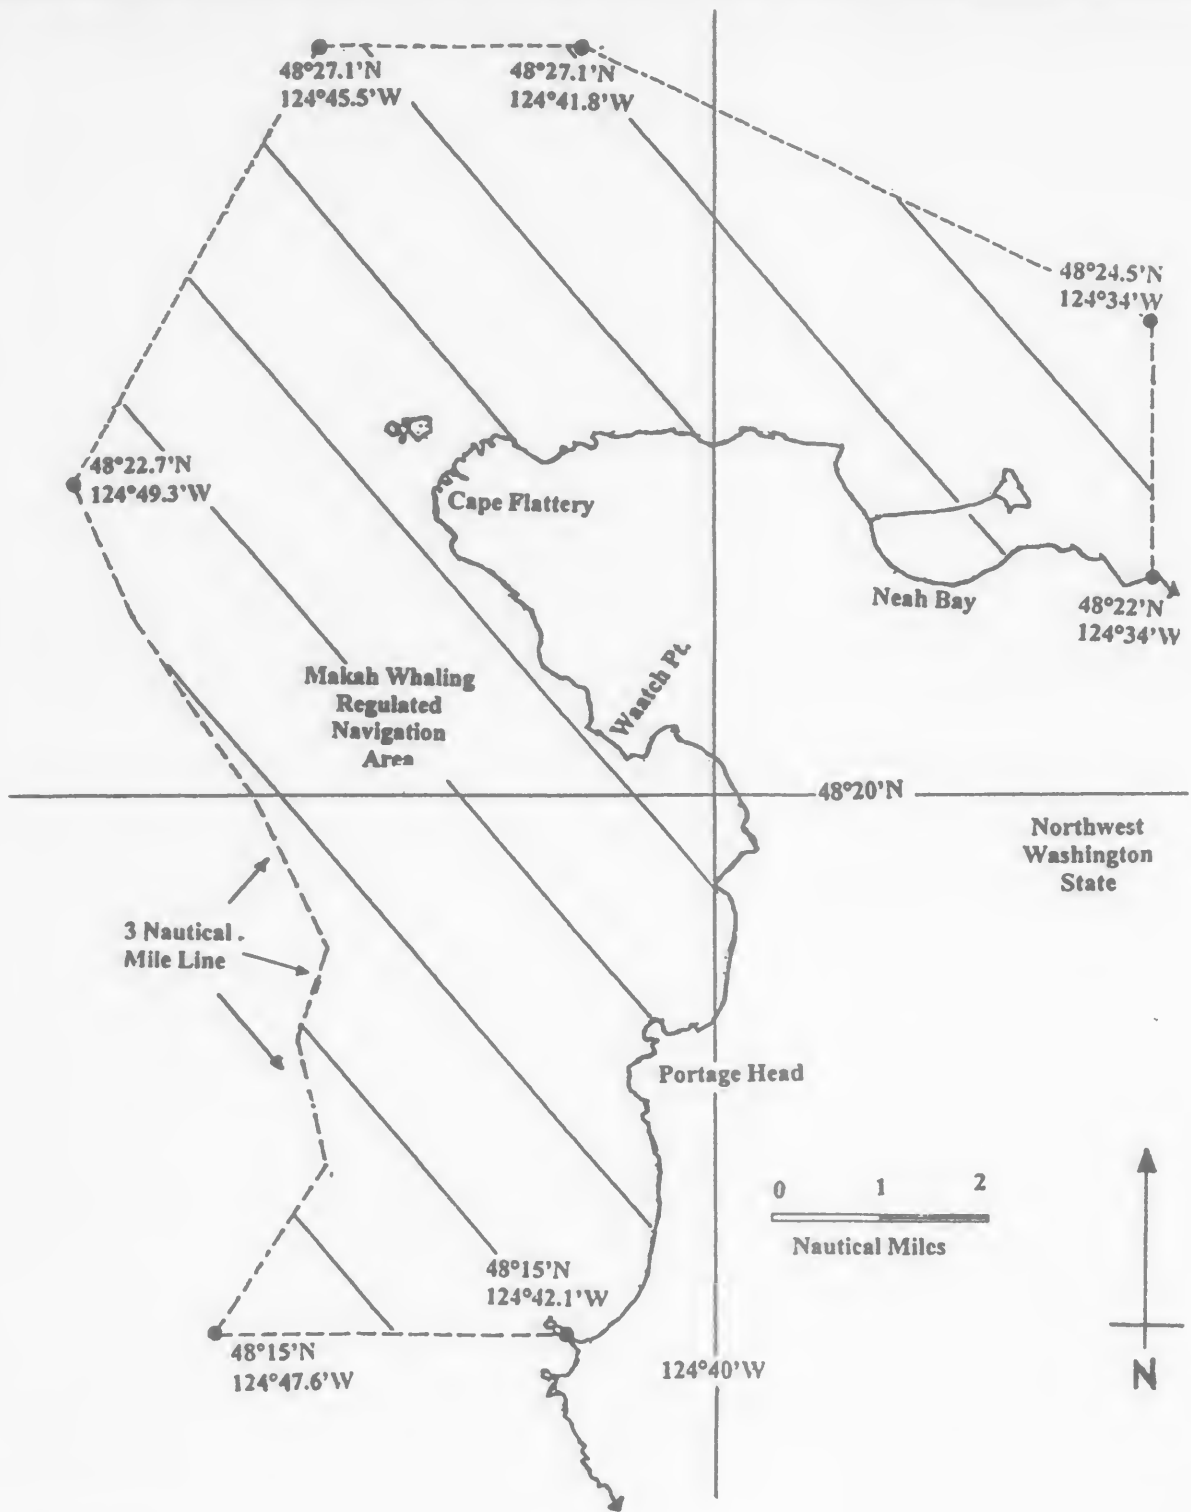 48°27.1'N
124°45.5'W
48°27.1'N
124°41.8'W
48°24.5'N
124°34'W
48°22.7'N
124°49.3'W
Cape Flattery
Neah Bay
48°22'N
124°34'W
Waatch Pt.
Makah Whaling
Regulated
Navigation
Area
48°20'N
Northwest
Washington
State
3 Nautical
Mile Line
Portage Head
0 1 2
Nautical Miles
48°15'N
124°42.1'W
48°15'N
124°47.6'W
124°40'W
N